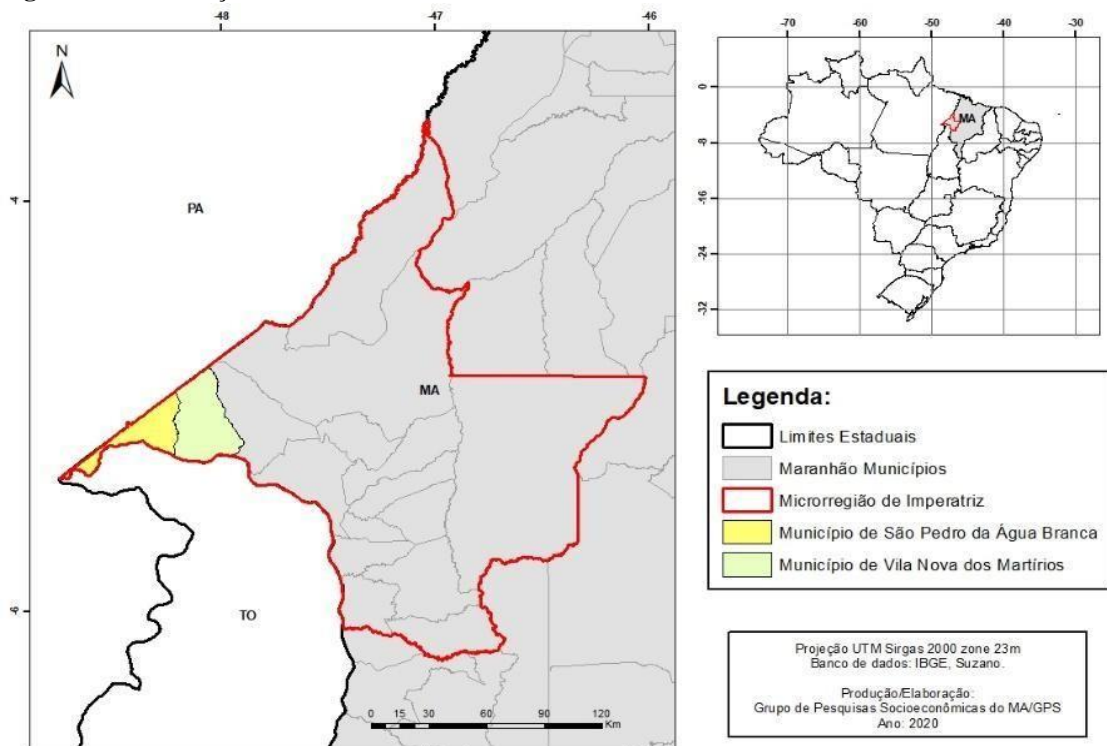 -48 -47 -46
N
-4
PA
MA
-6
TO
0 15 30 60 90 120
Km
-70 -60 -50 -40 -30
0
-8
-16
-24
-32
MA
Legenda:
Limites Estaduais
Maranhão Municípios
Microrregião de Imperatriz
Município de São Pedro da Água Branca
Município de Vila Nova dos Martírios
Projeção UTM Sirgas 2000 zone 23m
Banco de dados: IBGE, Suzano.
Produção/Elaboração:
Grupo de Pesquisas Socioeconômicas do MA/GPS
Ano: 2020